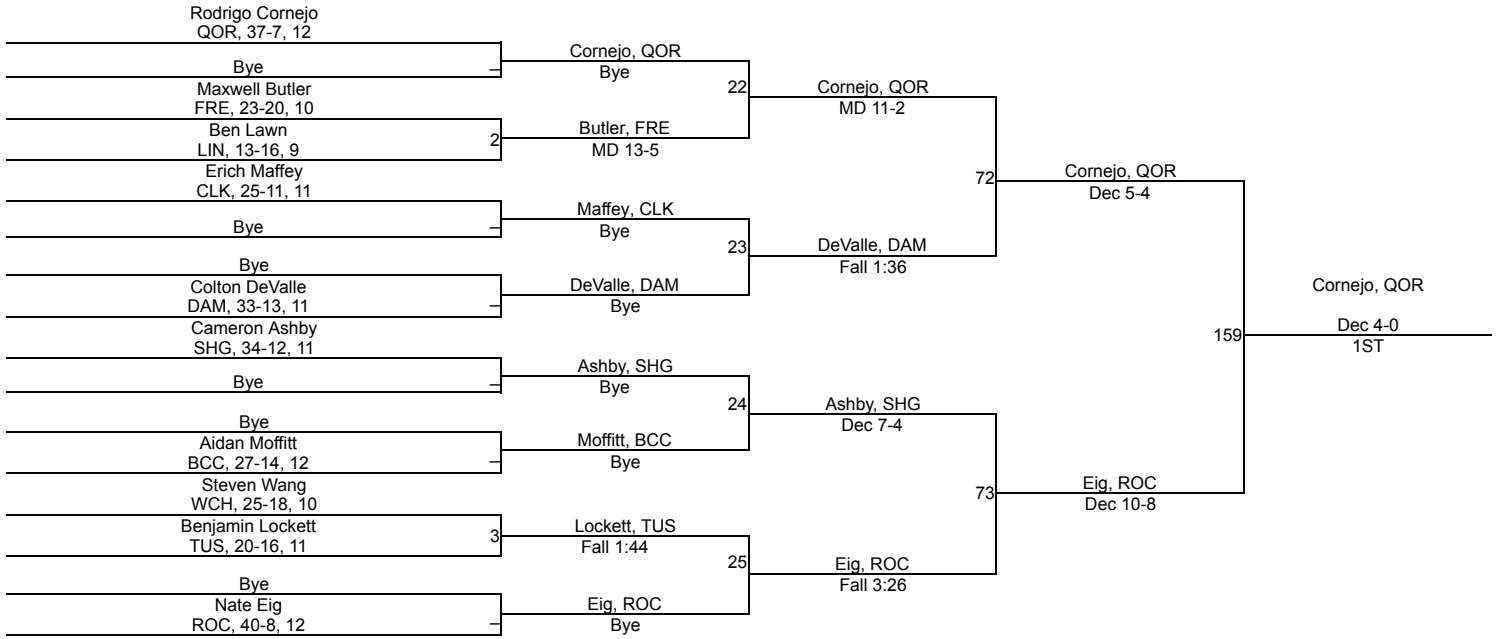 Rodrigo Cornejo
QOR, 37-7, 12
Bye
–
Maxwell Butler
FRE, 23-20, 10
Ben Lawn
LIN, 13-16, 9
2
Erich Maffey
CLK, 25-11, 11
Bye
–
Bye
Colton DeValle
DAM, 33-13, 11
–
Cameron Ashby
SHG, 34-12, 11
Bye
–
Bye
Aidan Moffitt
BCC, 27-14, 12
–
Steven Wang
WCH, 25-18, 10
Benjamin Lockett
TUS, 20-16, 11
3
Bye
Nate Eig
ROC, 40-8, 12
–
Cornejo, QOR
Bye
22
Butler, FRE
MD 13-5
Maffey, CLK
Bye
23
DeValle, DAM
Bye
Ashby, SHG
Bye
24
Moffitt, BCC
Bye
Lockett, TUS
Fall 1:44
25
Eig, ROC
Bye
Cornejo, QOR
MD 11-2
72
DeValle, DAM
Fall 1:36
Ashby, SHG
Dec 7-4
73
Eig, ROC
Fall 3:26
Cornejo, QOR
Dec 5-4
159
Eig, ROC
Dec 10-8
Cornejo, QOR
Dec 4-0
1ST